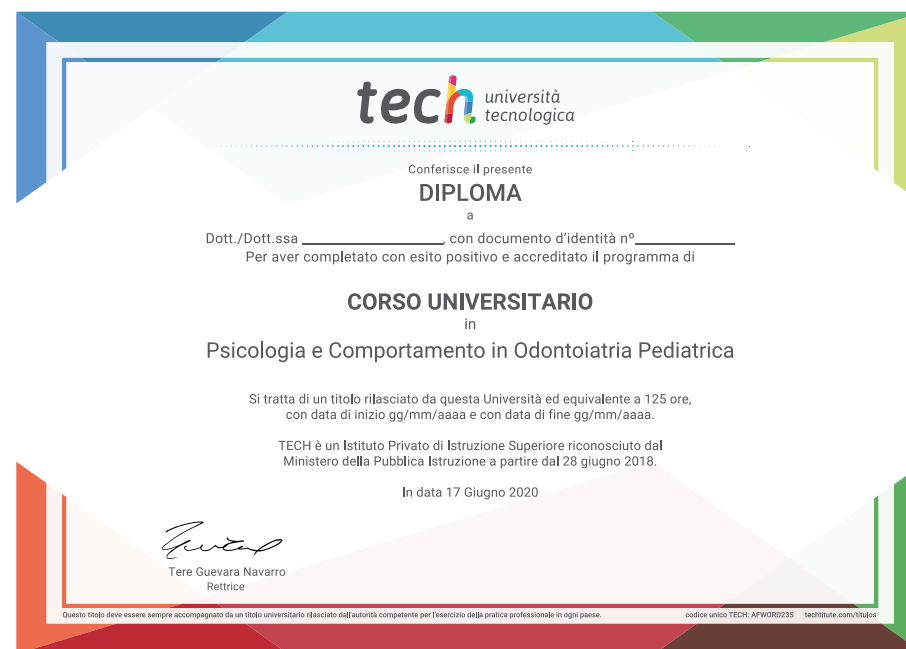 tech università
tecnologica
Conferisce il presente
DIPLOMA
a
Dott./Dott.ssa ____________________, con documento d'identità nº______________
Per aver completato con esito positivo e accreditato il programma di
CORSO UNIVERSITARIO
in
Psicologia e Comportamento in Odontoiatria Pediatrica
Si tratta di un titolo rilasciato da questa Università ed equivalente a 125 ore,
con data di inizio gg/mm/aaaa e con data di fine gg/mm/aaaa.
TECH è un Istituto Privato di Istruzione Superiore riconosciuto dal
Ministero della Pubblica Istruzione a partire dal 28 giugno 2018.
In data 17 Giugno 2020
Tere Guevara Navarro
Rettrice
Questo titolo deve essere sempre accompagnato da un titolo universitario rilasciato dall'autorità competente per l'esercizio della pratica professionale in ogni paese. codice unico TECH: AFWORD23S techtitute.com/titulos